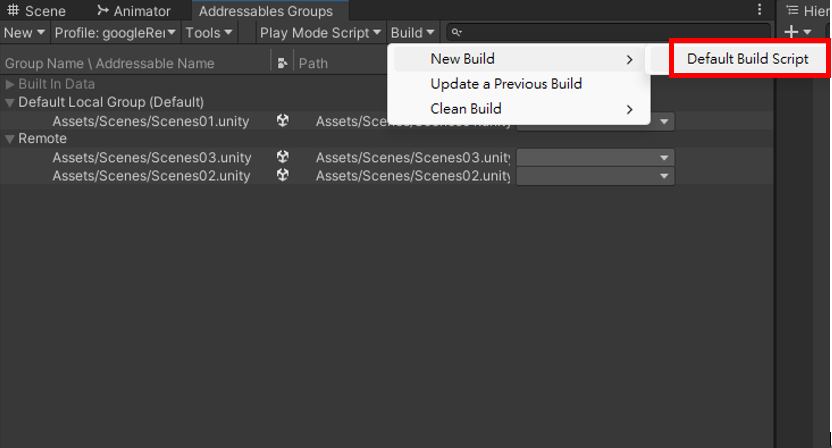 Scene Animator Addressables Groups Hier
New Profile: googleRe Tools Play Mode Script Build
New Build Default Build Script
Group Name \ Addressable Name Path
Update a Previous Build
Built In Data
Default Local Group (Default) Clean Build
Assets/Scenes/Scenes01.unity Assets/Scenes/Scenes01.unity
Remote
Assets/Scenes/Scenes03.unity Assets/Scenes/Scenes03.unity
Assets/Scenes/Scenes02.unity Assets/Scenes/Scenes02.unity